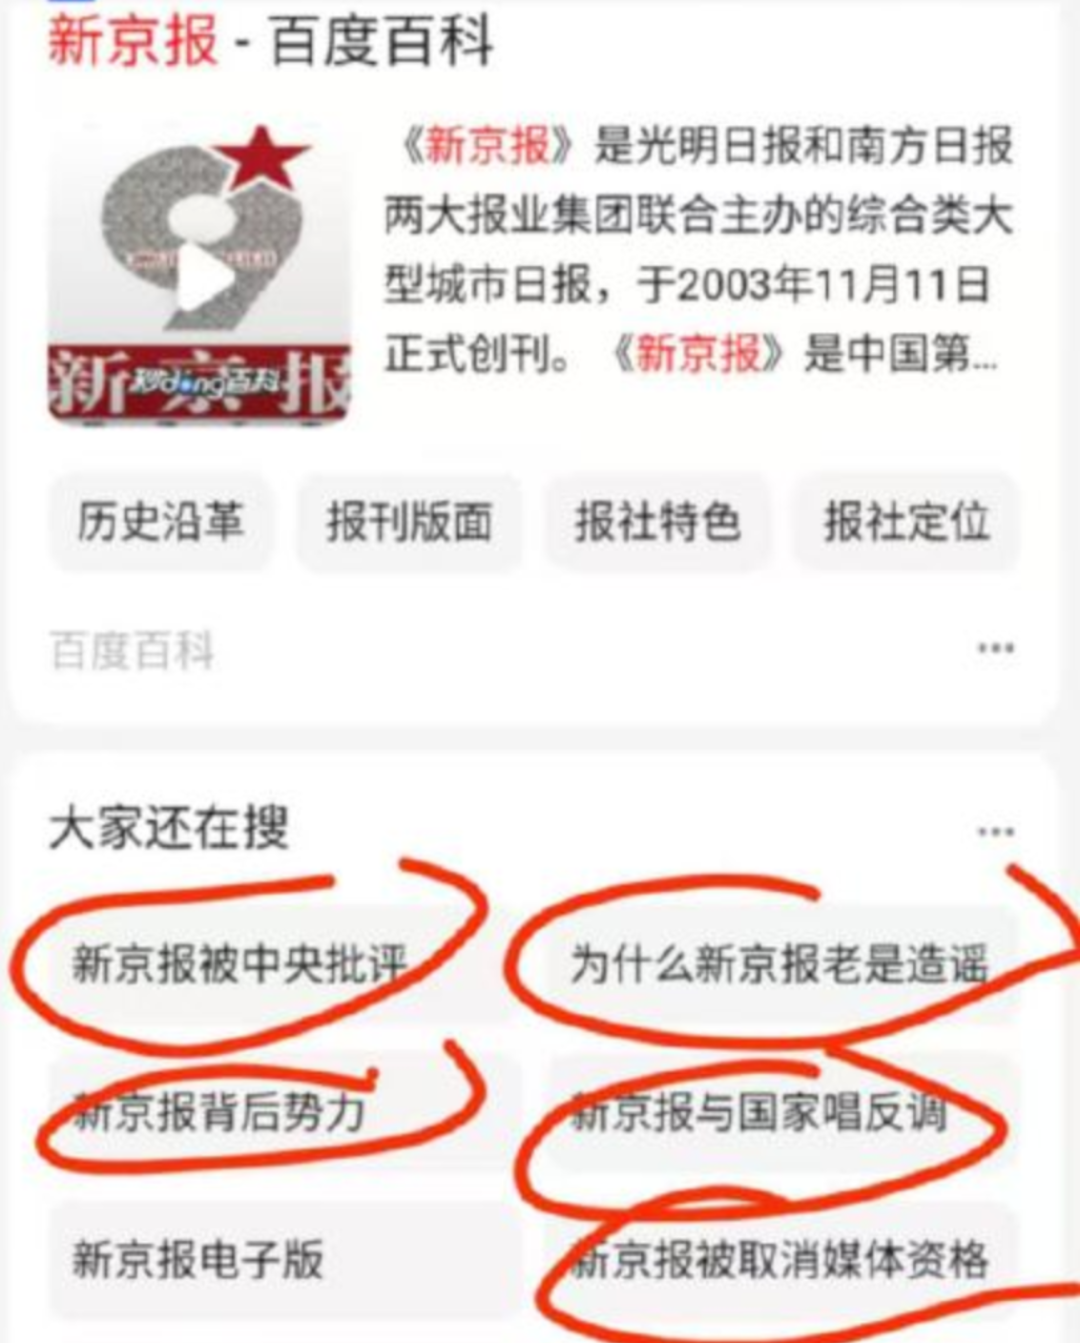 新京报 - 百度百科
《新京报》是光明日报和南方日报
两大报业集团联合主办的综合类大
型城市日报，于2003年11月11日
正式创刊。《新京报》是中国第...
新京报
秒dong百科
历史沿革
报刊版面
报社特色
报社定位
百度百科
大家还在搜
新京报被中央批评
为什么新京报老是造谣
新京报背后势力
新京报与国家唱反调
新京报电子版
新京报被取消媒体资格